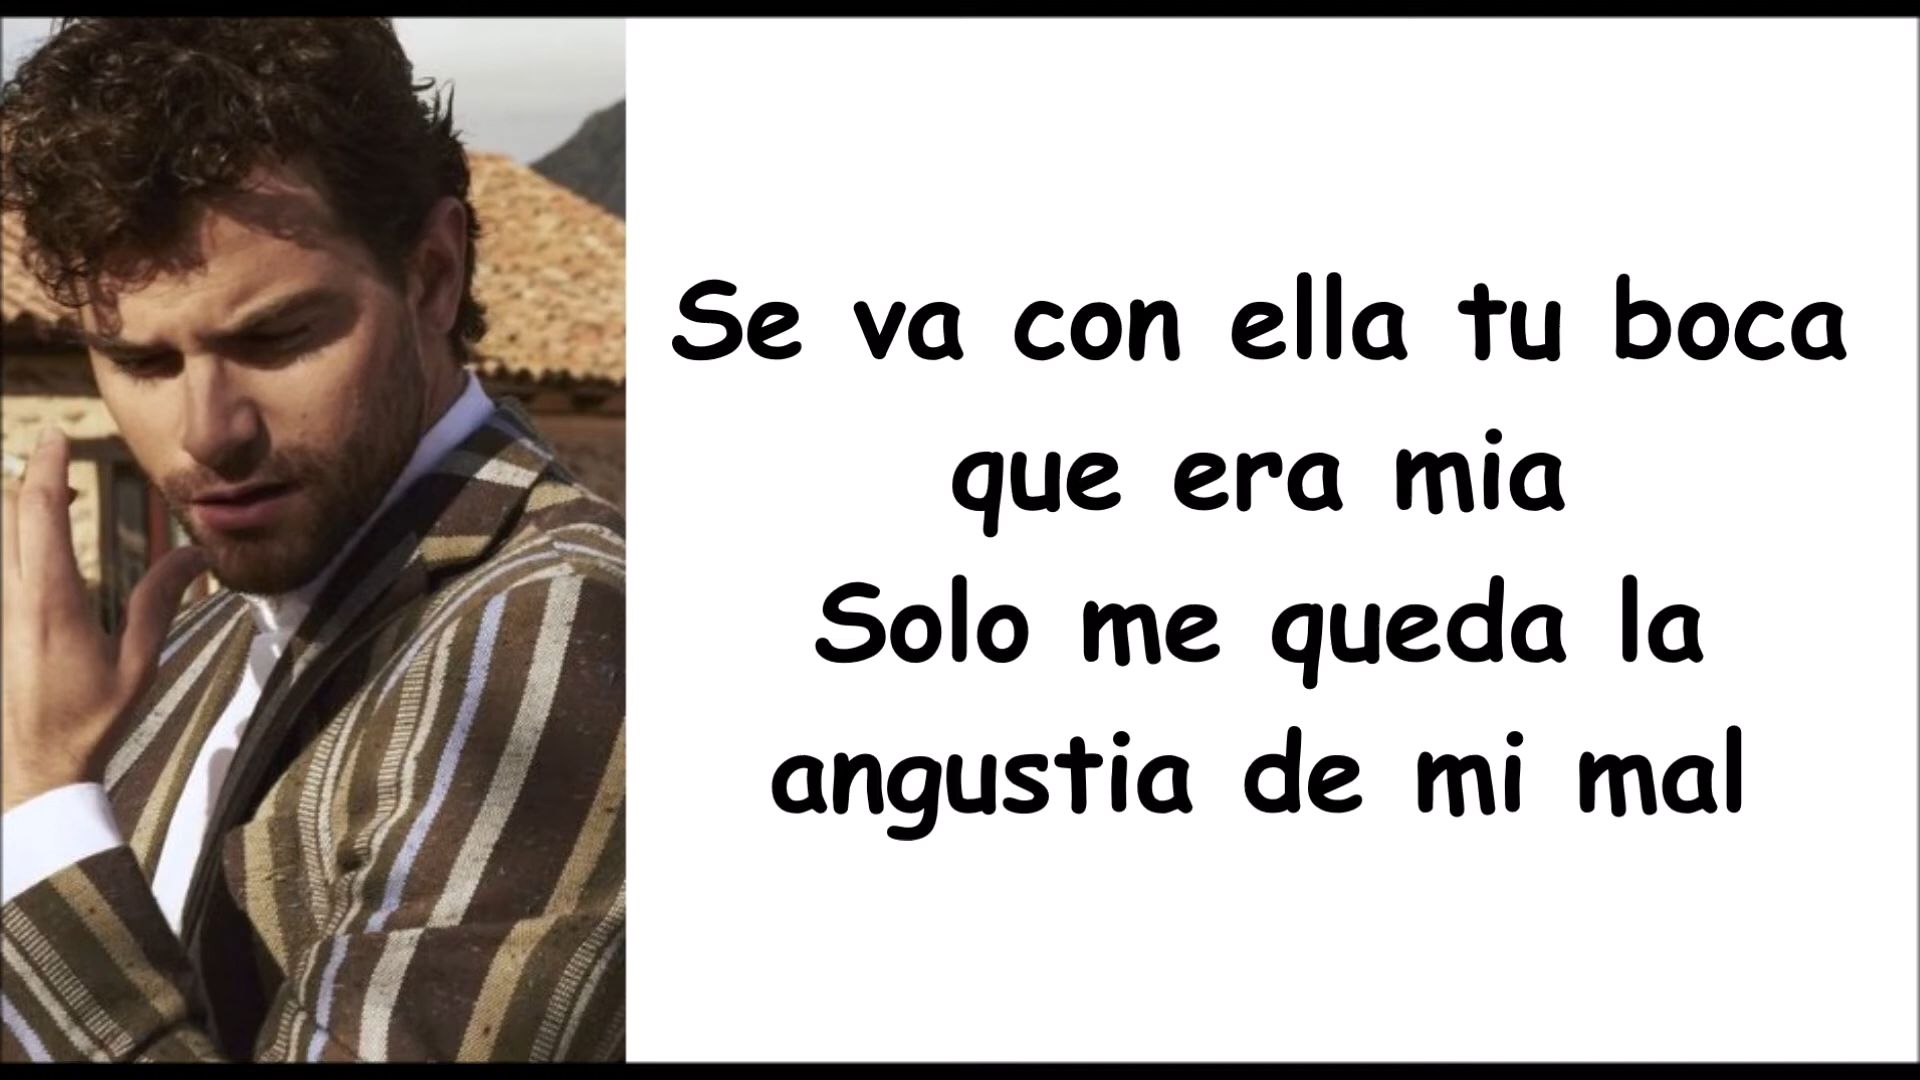 Se va con ella tu boca
que era mia
Solo me queda la
angustia de mi mal